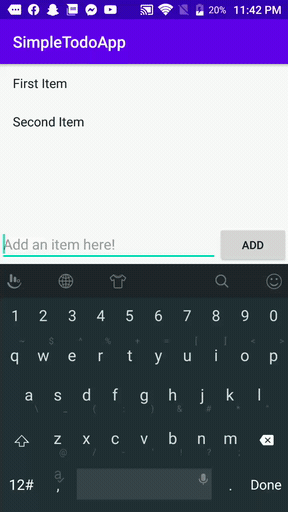 20% 11:42 PM
SimpleTodoApp
First Item
Second Item
Add an item here! ADD
1 2 3 4 5 6 7 8 9 0
q w e r t y u i o p
a s d f g h j k l
z x c v b n m
12# , . Done